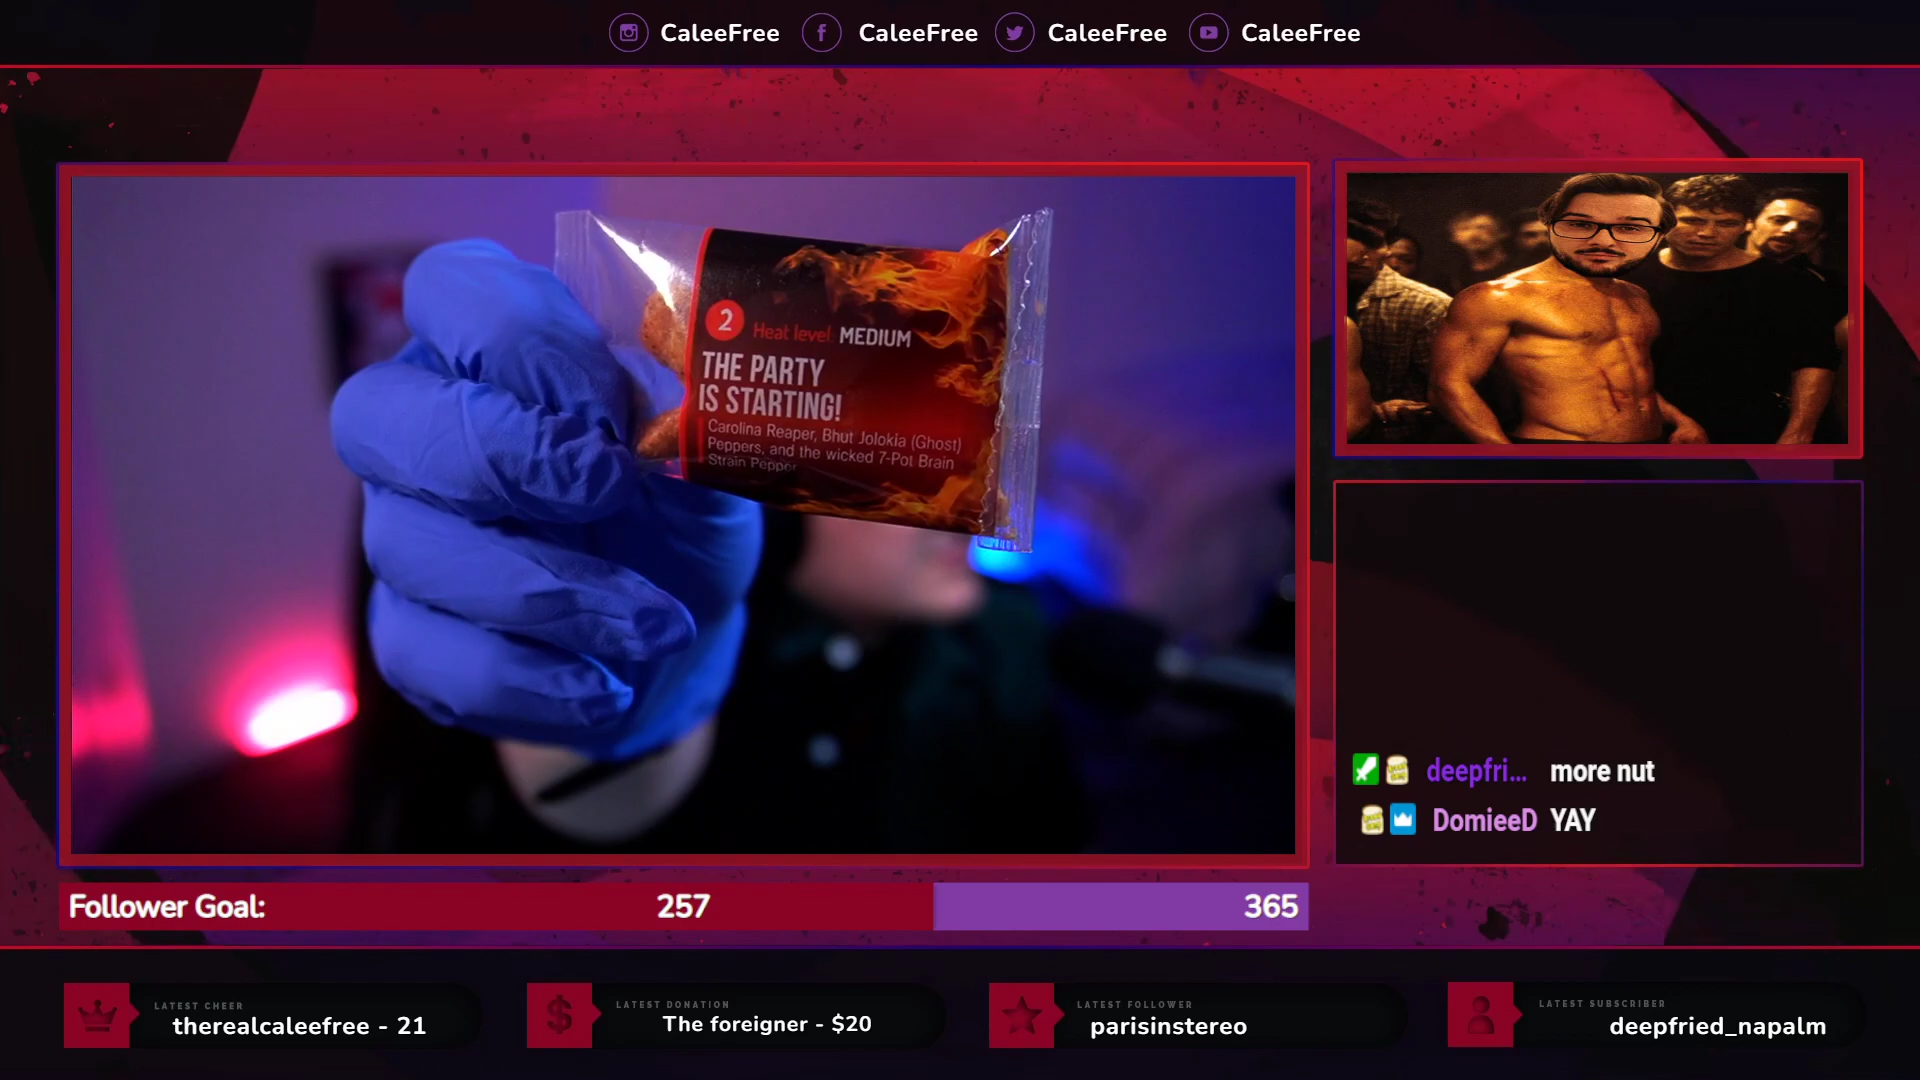 CaleeFree CaleeFree CaleeFree CaleeFree
2 Heat level: MEDIUM
THE PARTY
IS STARTING!
Carolina Reaper, Bhut Jolokia (Ghost)
Peppers, and the wicked 7-Pot Brain
Strain Pepper
deepfri... more nut
DomieeD YAY
Follower Goal: 257 365
LATEST CHEER
therealcaleefree - 21
LATEST DONATION
The foreigner - $20
LATEST FOLLOWER
parisinstereo
LATEST SUBSCRIBER
deepfried_napalm